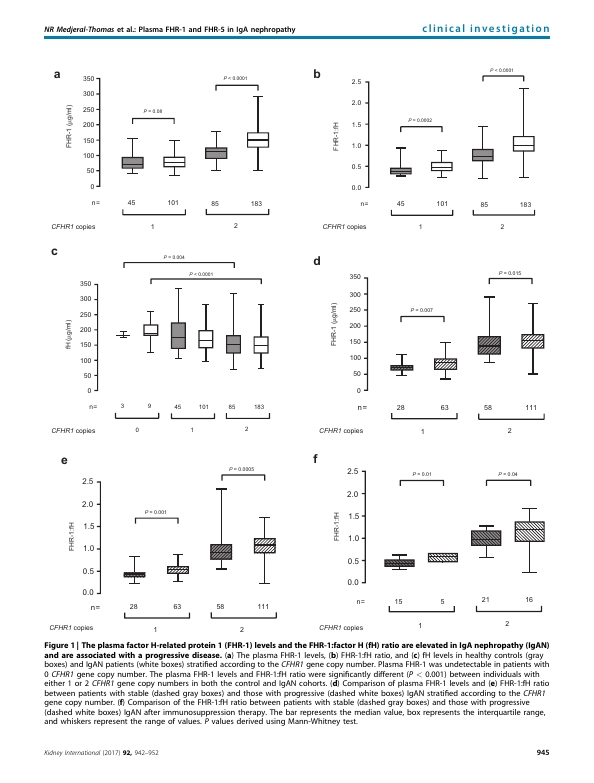 NR Medjeral-Thomas et al.: Plasma FHR-1 and FHR-5 in IgA nephropathy clinical investigation
a
350
300
250
200
150
100
50
0
FHR-1 (µg/ml)
P = 0.08
P < 0.0001
n= 45 101 85 183
CFHR1 copies 1 2
b
2.5
2.0
1.5
1.0
0.5
0.0
FHR-1:fH
P = 0.0002
P < 0.0001
n= 45 101 85 183
CFHR1 copies 1 2
c
P = 0.004
P < 0.0001
350
300
250
200
150
100
50
0
fH (µg/ml)
n= 3 9 45 101 85 183
CFHR1 copies 0 1 2
d
350
300
250
200
150
100
50
0
FHR-1 (µg/ml)
P = 0.007
P = 0.015
n= 28 63 58 111
CFHR1 copies 1 2
e
2.5
2.0
1.5
1.0
0.5
0.0
FHR-1:fH
P = 0.001
P = 0.0005
n= 28 63 58 111
CFHR1 copies 1 2
f
2.5
2.0
1.5
1.0
0.5
0.0
FHR-1:fH
P = 0.01
P = 0.04
n= 15 5 21 16
CFHR1 copies 1 2
Figure 1 | The plasma factor H-related protein 1 (FHR-1) levels and the FHR-1:factor H (fH) ratio are elevated in IgA nephropathy (IgAN)
and are associated with a progressive disease. (a) The plasma FHR-1 levels, (b) FHR-1:fH ratio, and (c) fH levels in healthy controls (gray
boxes) and IgAN patients (white boxes) stratified according to the CFHR1 gene copy number. Plasma FHR-1 was undetectable in patients with
0 CFHR1 gene copy number. The plasma FHR-1 levels and FHR-1:fH ratio were significantly different (P < 0.001) between individuals with
either 1 or 2 CFHR1 gene copy numbers in both the control and IgAN cohorts. (d) Comparison of plasma FHR-1 levels and (e) FHR-1:fH ratio
between patients with stable (dashed gray boxes) and those with progressive (dashed white boxes) IgAN stratified according to the CFHR1
gene copy number. (f) Comparison of the FHR-1:fH ratio between patients with stable (dashed gray boxes) and those with progressive
(dashed white boxes) IgAN after immunosuppression therapy. The bar represents the median value, box represents the interquartile range,
and whiskers represent the range of values. P values derived using Mann-Whitney test.
Kidney International (2017) 92, 942–952 945